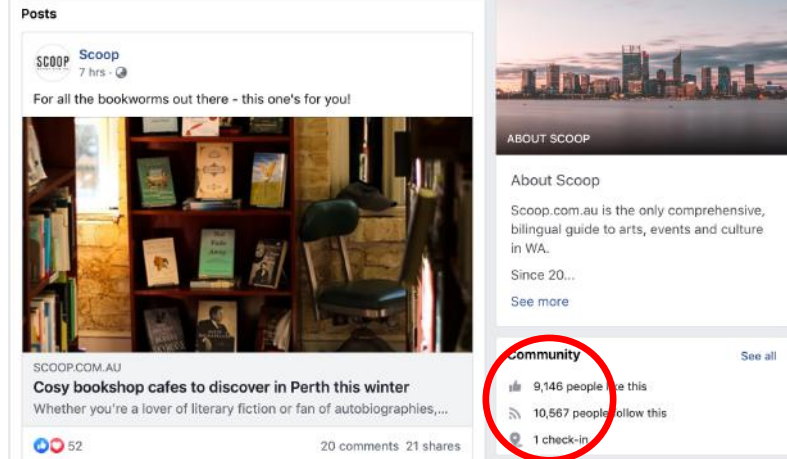 Posts
SCOOP
Scoop
7 hrs ·
For all the bookworms out there - this one's for you!
Fade
Away
SCOOP.COM.AU
Cosy bookshop cafes to discover in Perth this winter
Whether you're a lover of literary fiction or fan of autobiographies,...
52
20 comments 21 shares
ABOUT SCOOP
About Scoop
Scoop.com.au is the only comprehensive,
bilingual guide to arts, events and culture
in WA.
Since 20...
See more
Community
See all
9,146 people like this
10,567 people follow this
1 check-in